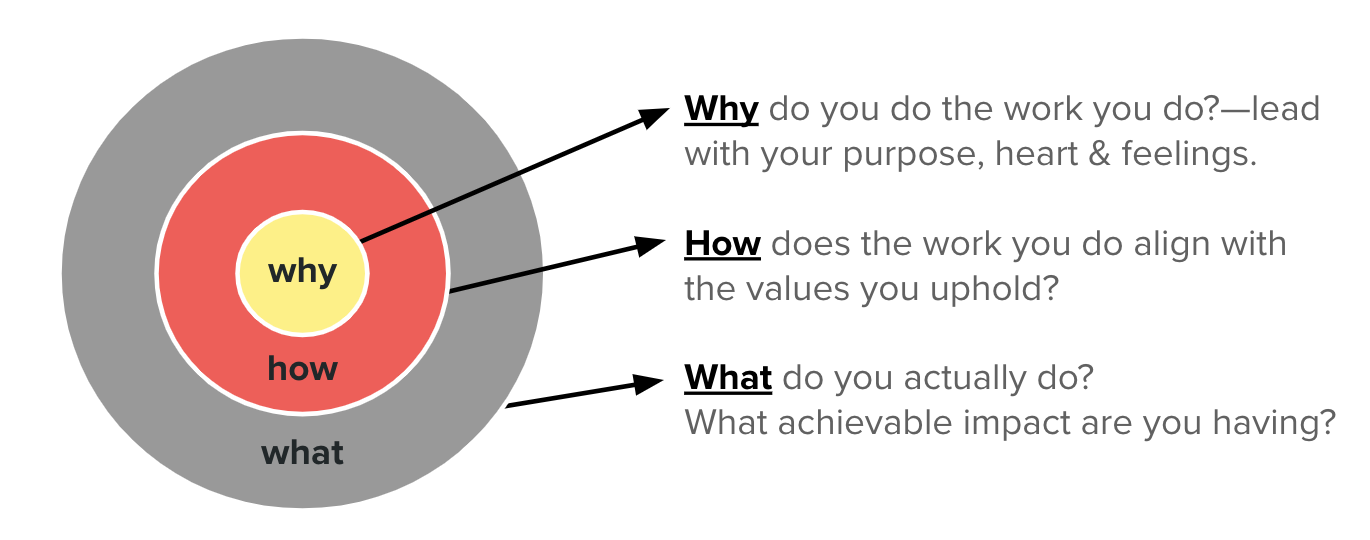 why
how
what
Why do you do the work you do?—lead
with your purpose, heart & feelings.
How does the work you do align with
the values you uphold?
What do you actually do?
What achievable impact are you having?